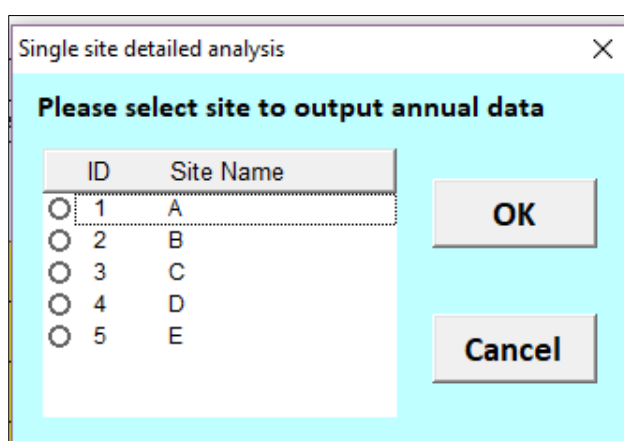 Single site detailed analysis
Please select site to output annual data
ID Site Name
1 A
2 B
3 C
4 D
5 E
OK
Cancel